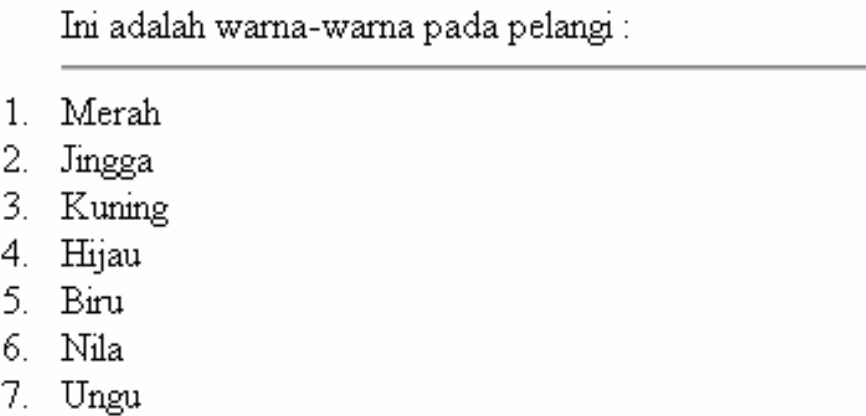 Ini adalah warna-warna pada pelangi :
1. Merah
2. Jingga
3. Kuning
4. Hijau
5. Biru
6. Nila
7. Ungu